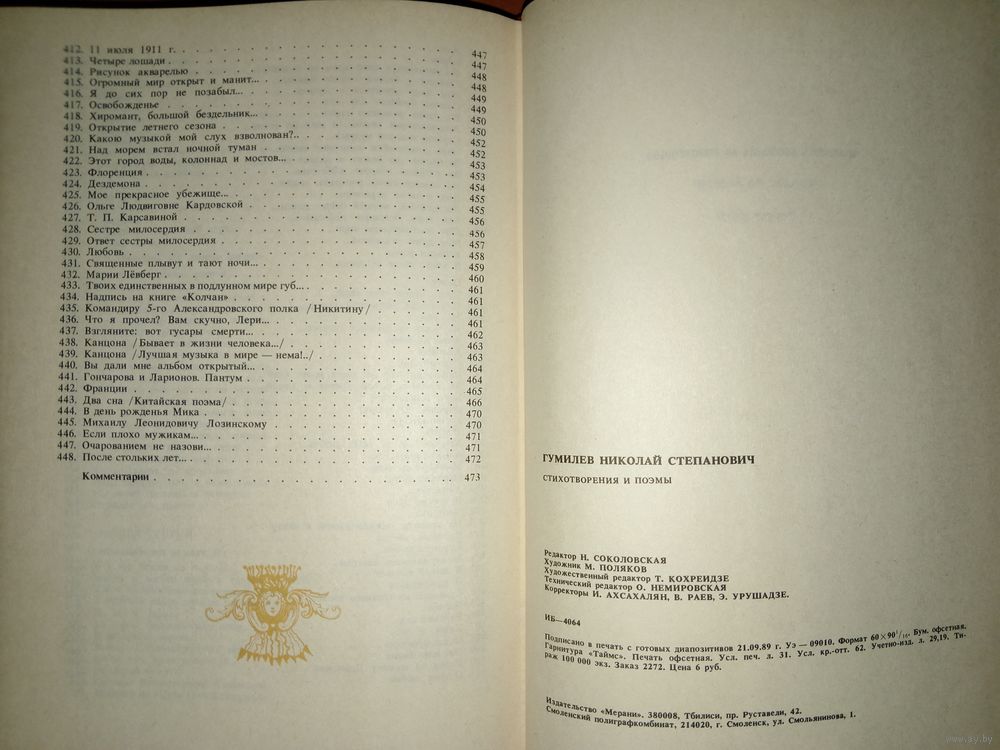 412. 11 июля 1911 г. . . . 447
413. Четыре лошади . . . 447
414. Рисунок акварелью . . . 448
415. Огромный мир открыт и манит... . . . 448
416. Я до сих пор не позабыл... . . . 449
417. Освобожденье . . . 449
418. Хиромант, большой бездельник... . . . 450
419. Открытие летнего сезона . . . 450
420. Какою музыкой мой слух взволнован?.. . . . 452
421. Над морем встал ночной туман . . . 452
422. Этот город воды, колоннад и мостов... . . . 453
423. Флоренция . . . 453
424. Дездемона . . . 454
425. Мое прекрасное убежище... . . . 455
426. Ольге Людвиговне Кардовской . . . 455
427. Т. П. Карсавиной . . . 456
428. Сестре милосердия . . . 456
429. Ответ сестры милосердия . . . 457
430. Любовь . . . 458
431. Священные плывут и тают ночи... . . . 459
432. Марии Лёвберг . . . 460
433. Твоих единственных в подлунном мире губ... . . . 461
434. Надпись на книге «Колчан» . . . 461
435. Командиру 5-го Александровского полка /Никитину/ . . . 461
436. Что я прочел? Вам скучно, Лери... . . . 461
437. Взгляните: вот гусары смерти... . . . 462
438. Канцона /Бывает в жизни человека.../ . . . 463
439. Канцона /Лучшая музыка в мире — нема!../ . . . 463
440. Вы дали мне альбом открытый... . . . 464
441. Гончарова и Ларионов. Пантум . . . 464
442. Франции . . . 465
443. Два сна /Китайская поэма/ . . . 466
444. В день рожденья Мика . . . 470
445. Михаилу Леонидовичу Лозинскому . . . 470
446. Если плохо мужикам... . . . 471
447. Очарованием не назови... . . . 471
448. После стольких лет... . . . 472
Комментарии . . . 473
ГУМИЛЕВ НИКОЛАЙ СТЕПАНОВИЧ
СТИХОТВОРЕНИЯ И ПОЭМЫ
Редактор Н. СОКОЛОВСКАЯ
Художник М. ПОЛЯКОВ
Художественный редактор Т. КОХРЕИДЗЕ
Технический редактор О. НЕМИРОВСКАЯ
Корректоры И. АХСАХАЛЯН, В. РАЕВ, Э. УРУШАДЗЕ.
ИБ—4064
Подписано в печать с готовых диапозитивов 21.09.89 г. Уэ — 09010. Формат 60×90¹/₁₆. Бум. офсетная.
Гарнитура «Таймс». Печать офсетная. Усл. печ. л. 31. Усл. кр.-отт. 62. Учетно-изд. л. 29,19. Ти-
раж 100 000 экз. Заказ 2272. Цена 6 руб.
Издательство «Мерани». 380008, Тбилиси, пр. Руставели, 42.
Смоленский полиграфкомбинат, 214020, г. Смоленск, ул. Смольянинова, 1.
www.ay.by